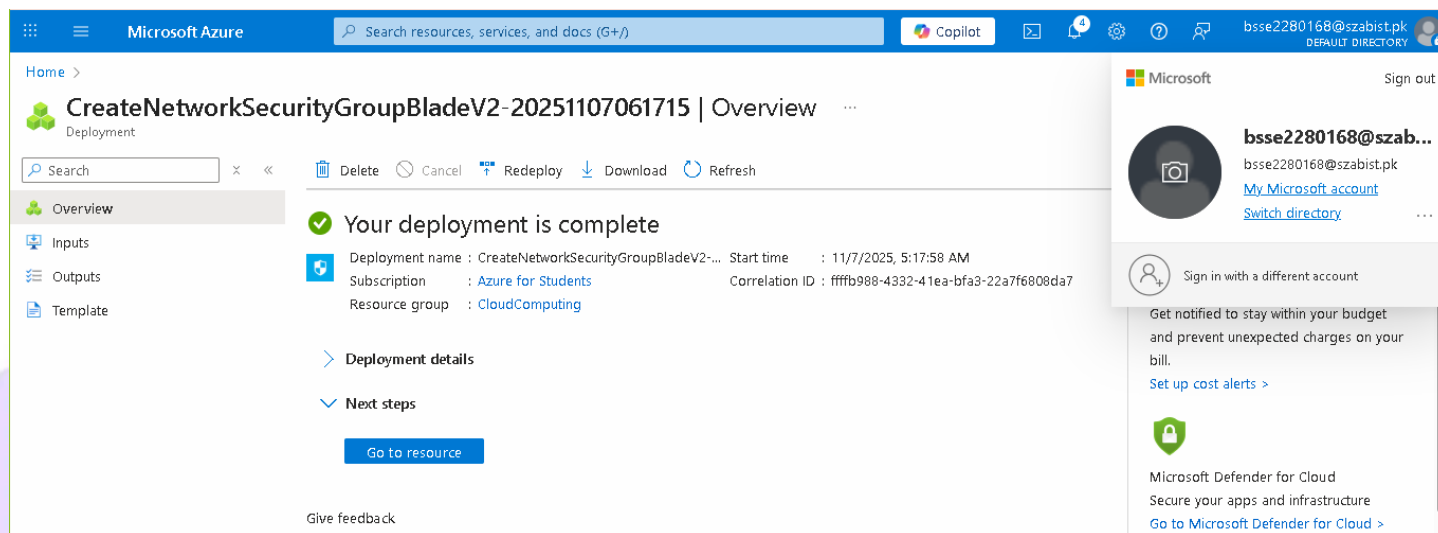 Microsoft Azure
Search resources, services, and docs (G+/)
Copilot
4
bsse2280168@szabist.pk
DEFAULT DIRECTORY
Home >
CreateNetworkSecurityGroupBladeV2-20251107061715 | Overview ...
Deployment
Microsoft
Sign out
bsse2280168@szab...
bsse2280168@szabist.pk
My Microsoft account
Switch directory
...
Sign in with a different account
Search
Overview
Inputs
Outputs
Template
Delete Cancel Redeploy Download Refresh
Your deployment is complete
Deployment name : CreateNetworkSecurityGroupBladeV2-...
Subscription : Azure for Students
Resource group : CloudComputing
Start time : 11/7/2025, 5:17:58 AM
Correlation ID : ffffb988-4332-41ea-bfa3-22a7f6808da7
Deployment details
Next steps
Go to resource
Give feedback
Get notified to stay within your budget
and prevent unexpected charges on your
bill.
Set up cost alerts >
Microsoft Defender for Cloud
Secure your apps and infrastructure
Go to Microsoft Defender for Cloud >